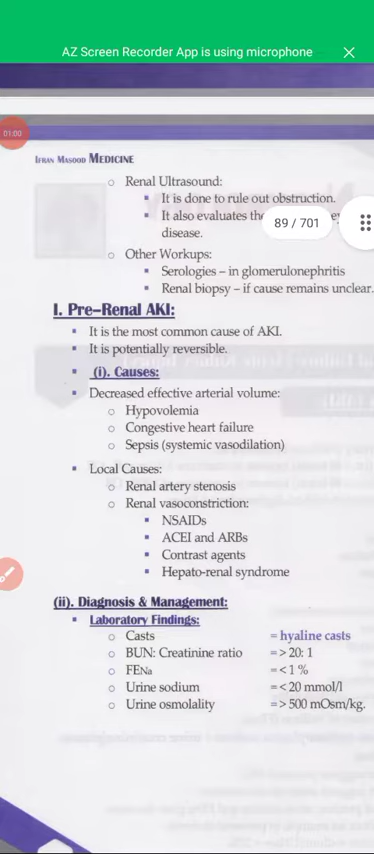 AZ Screen Recorder App is using microphone
01:00
IFRAN MASOOD MEDICINE
Renal Ultrasound:
It is done to rule out obstruction.
It also evaluates the
disease.
89 / 701
Other Workups:
Serologies – in glomerulonephritis
Renal biopsy – if cause remains unclear.
I. Pre–Renal AKI:
It is the most common cause of AKI.
It is potentially reversible.
(i). Causes:
Decreased effective arterial volume:
Hypovolemia
Congestive heart failure
Sepsis (systemic vasodilation)
Local Causes:
Renal artery stenosis
Renal vasoconstriction:
NSAIDs
ACEI and ARBs
Contrast agents
Hepato-renal syndrome
(ii). Diagnosis & Management:
Laboratory Findings:
Casts = hyaline casts
BUN: Creatinine ratio = > 20: 1
FENa = < 1 %
Urine sodium = < 20 mmol/l
Urine osmolality = > 500 mOsm/kg.